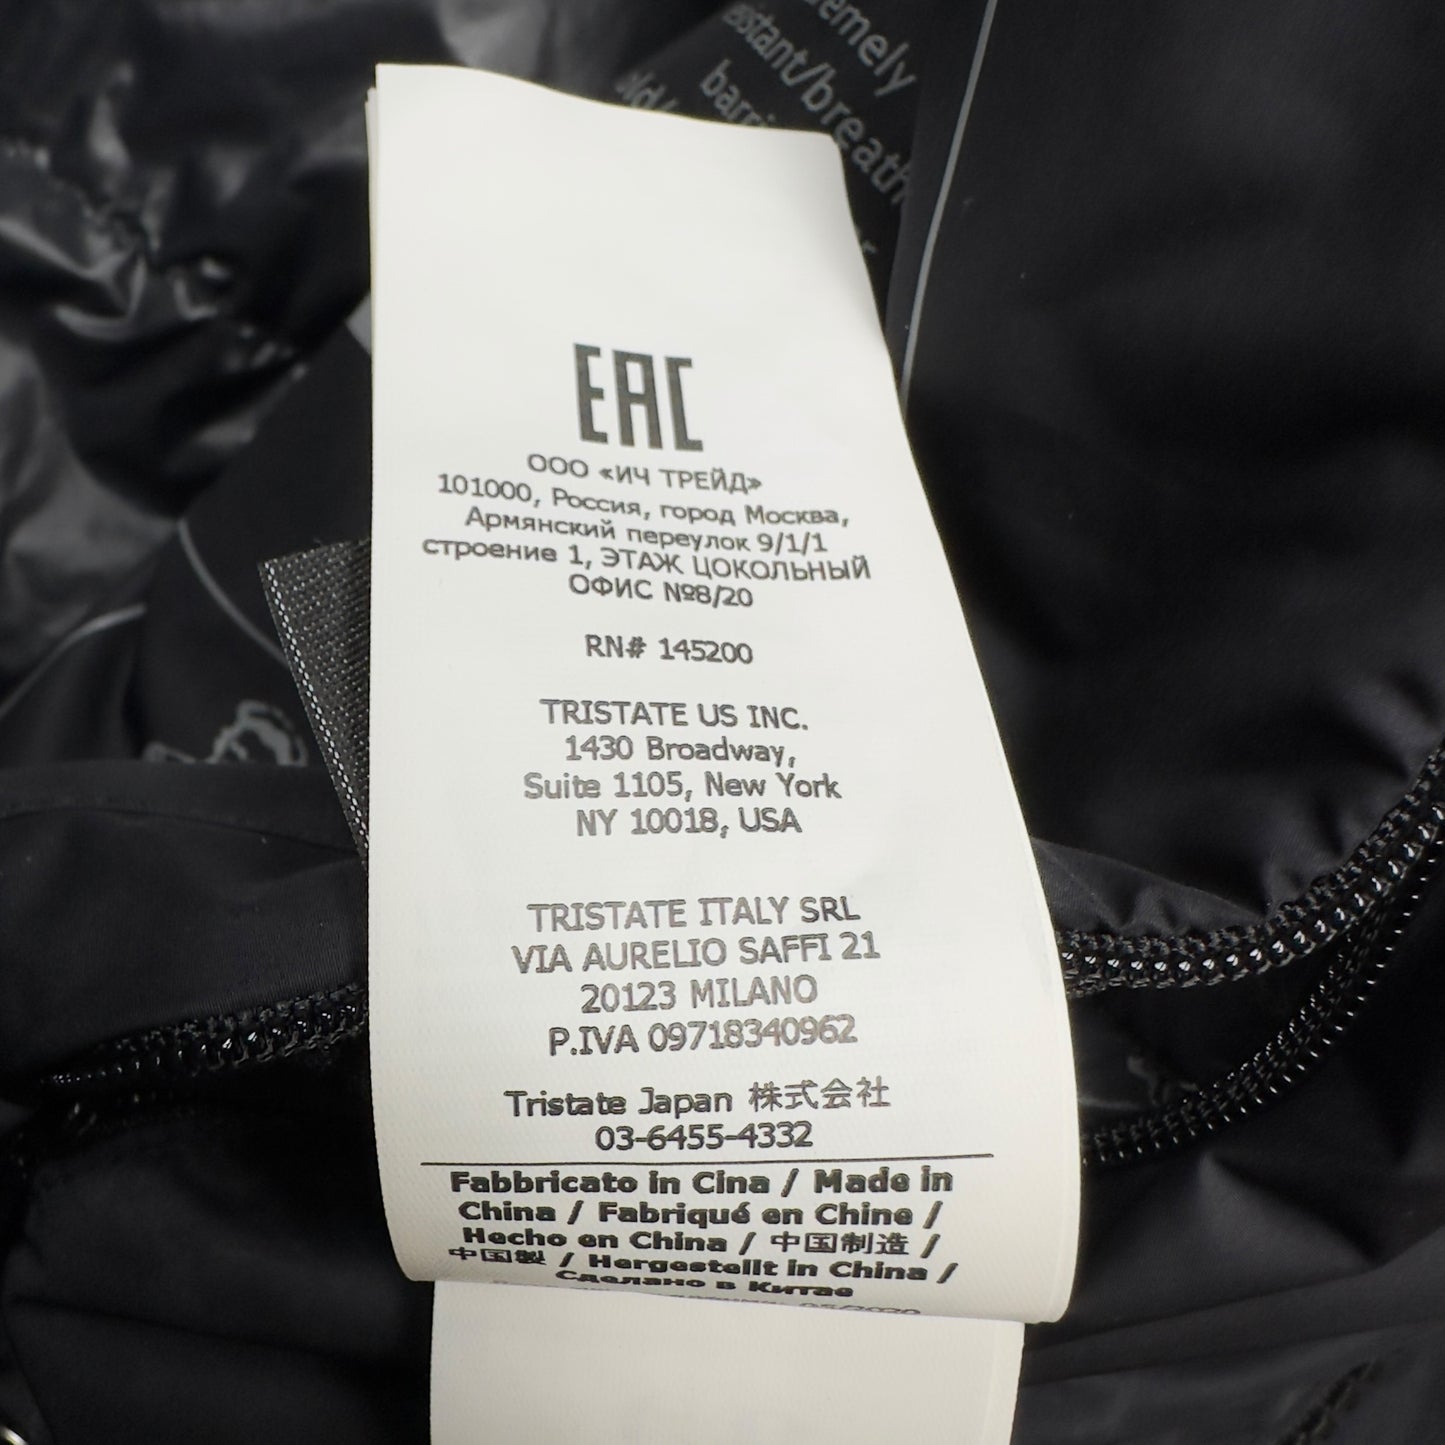 emely
barri
EAC
ООО «ИЧ ТРЕЙД»
101000, Россия, город Москва,
Армянский переулок 9/1/1
строение 1, ЭТАЖ ЦОКОЛЬНЫЙ
ОФИС №8/20
RN# 145200
TRISTATE US INC.
1430 Broadway,
Suite 1105, New York
NY 10018, USA
TRISTATE ITALY SRL
VIA AURELIO SAFFI 21
20123 MILANO
P.IVA 09718340962
Tristate Japan 株式会社
03-6455-4332
Fabbricato in Cina / Made in
China / Fabriqué en Chine /
Hecho en China / 中国制造 /
中国製 / Hergestellt in China /
Сделано в Китае